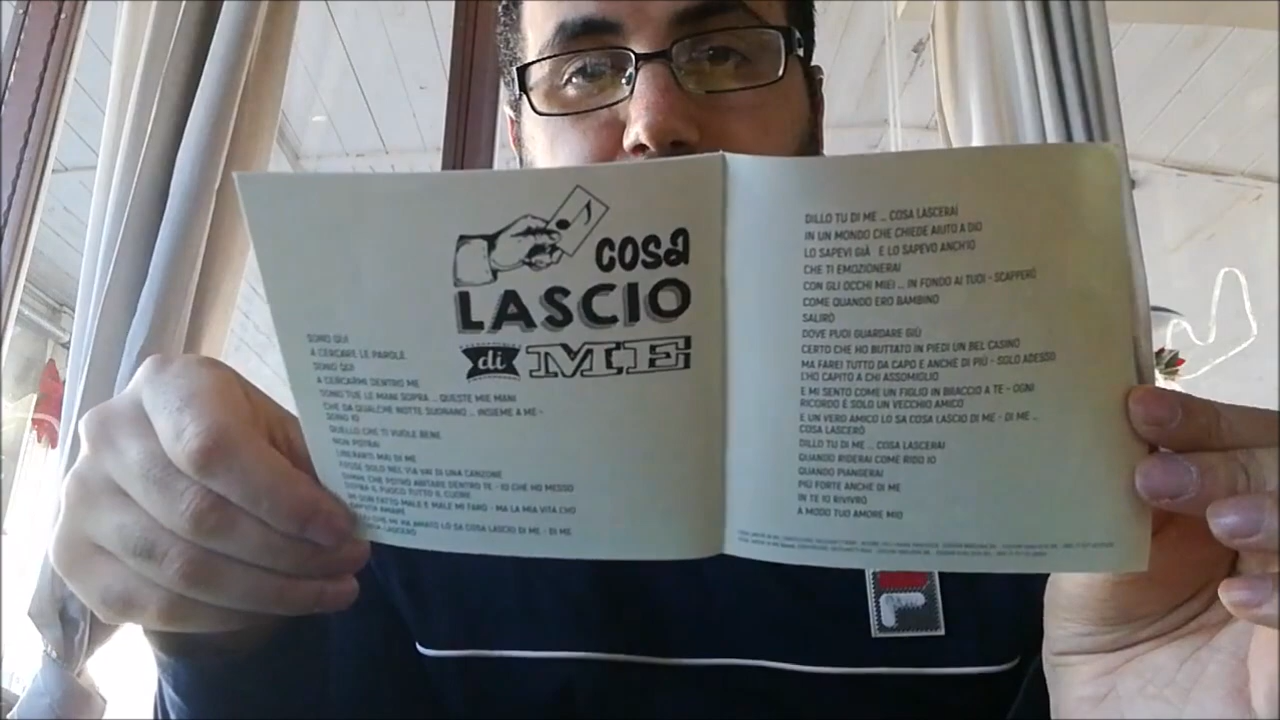 COSA
LASCIO
di ME
SONO QUI
A CERCARE LE PAROLE
SONO QUI
A CERCARMI DENTRO ME
SONO TUE LE MANI SOPRA ... QUESTE MIE MANI
CHE DA QUALCHE NOTTE SUONANO ... INSIEME A ME -
SONO IO
QUELLO CHE TI VUOLE BENE
NON POTRAI
LIBERARTI MAI DI ME
FOSSE SOLO NEL VIA VAI DI UNA CANZONE
CHE POTRÒ ABITARE DENTRO TE - IO CHE HO MESSO
SOPRA IL FUOCO TUTTO IL CUORE
FATTO MALE E MALE MI FARÒ - MA LA MIA VITA L'HO
CHE ME HA AMATO LO SA COSA LASCIO DI ME - DI ME
LASCERÒ
DILLO TU DI ME ... COSA LASCERAI
IN UN MONDO CHE CHIEDE AIUTO A DIO
LO SAPEVI GIÀ E LO SAPEVO ANCH'IO
CHE TI EMOZIONERAI
CON GLI OCCHI MIEI ... IN FONDO AI TUOI - SCAPPERÒ
COME QUANDO ERO BAMBINO
SALIRÒ
DOVE PUOI GUARDARE GIÙ
CERTO CHE HO BUTTATO IN PIEDI UN BEL CASINO
MA FAREI TUTTO DA CAPO E ANCHE DI PIÙ - SOLO ADESSO
L'HO CAPITO A CHI ASSOMIGLIO
E MI SENTO COME UN FIGLIO IN BRACCIO A TE - OGNI
RICORDO È SOLO UN VECCHIO AMICO
E UN VERO AMICO LO SA COSA LASCIO DI ME - DI ME ...
COSA LASCERÒ
DILLO TU DI ME ... COSA LASCERAI
QUANDO RIDERAI COME RIDO IO
QUANDO PIANGERAI
PIÙ FORTE ANCHE DI ME
IN TE IO RIVIVRÒ
A MODO TUO AMORE MIO